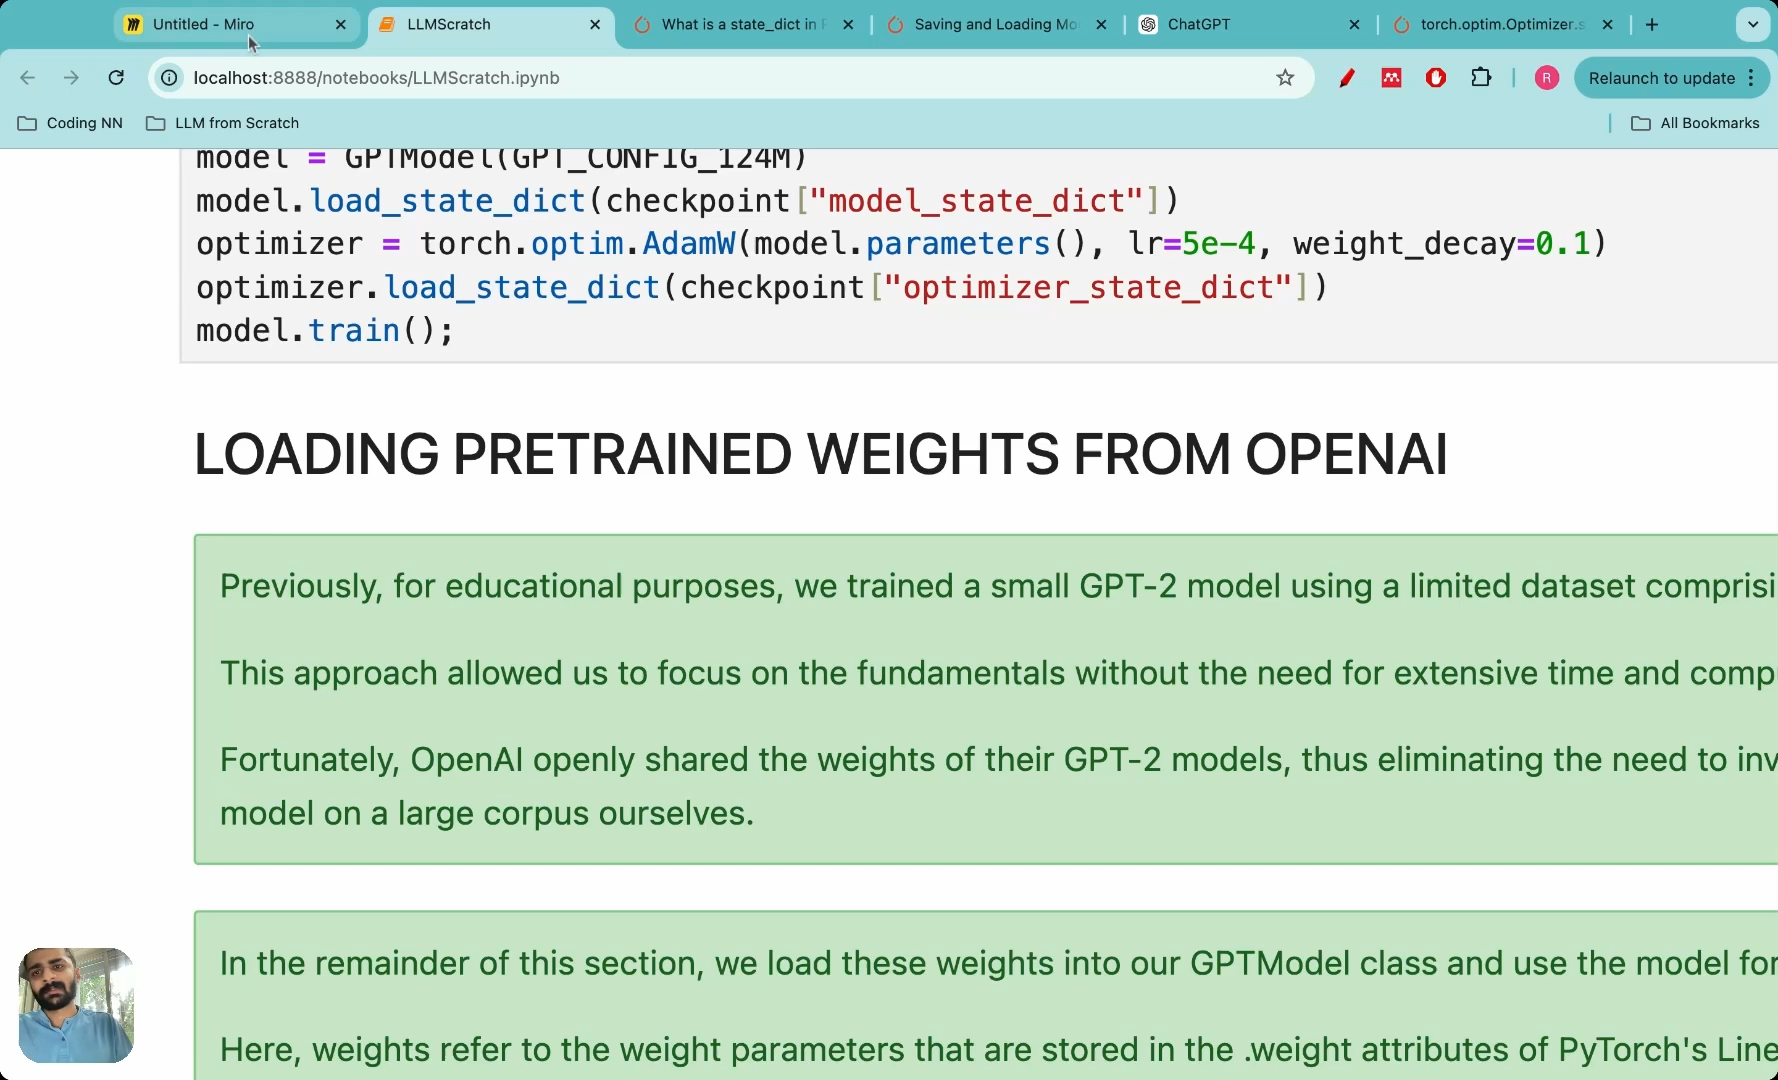 Untitled - Miro
LLMScratch
What is a state_dict in
Saving and Loading Mo
ChatGPT
torch.optim.Optimizer.s
localhost:8888/notebooks/LLMScratch.ipynb
R
Relaunch to update
Coding NN
LLM from Scratch
All Bookmarks
model = GPTModel(GPT_CONFIG_124M)
model.load_state_dict(checkpoint["model_state_dict"])
optimizer = torch.optim.AdamW(model.parameters(), lr=5e-4, weight_decay=0.1)
optimizer.load_state_dict(checkpoint["optimizer_state_dict"])
model.train();
LOADING PRETRAINED WEIGHTS FROM OPENAI
Previously, for educational purposes, we trained a small GPT-2 model using a limited dataset comprisi
This approach allowed us to focus on the fundamentals without the need for extensive time and comp
Fortunately, OpenAI openly shared the weights of their GPT-2 models, thus eliminating the need to inv
model on a large corpus ourselves.
In the remainder of this section, we load these weights into our GPTModel class and use the model for
Here, weights refer to the weight parameters that are stored in the .weight attributes of PyTorch's Line